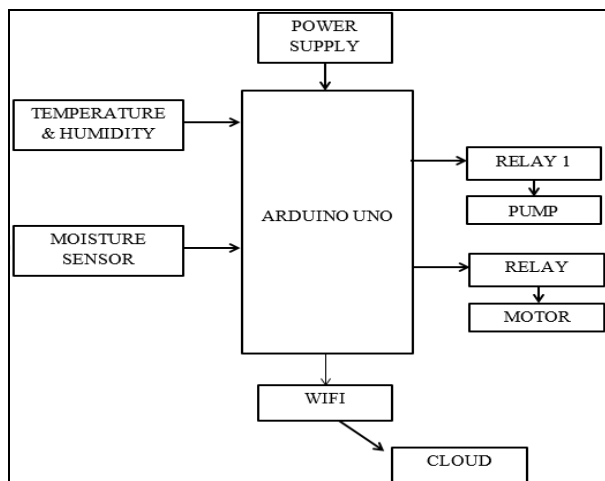 POWER
SUPPLY
TEMPERATURE
& HUMIDITY
MOISTURE
SENSOR
ARDUINO UNO
RELAY 1
PUMP
RELAY
MOTOR
WIFI
CLOUD